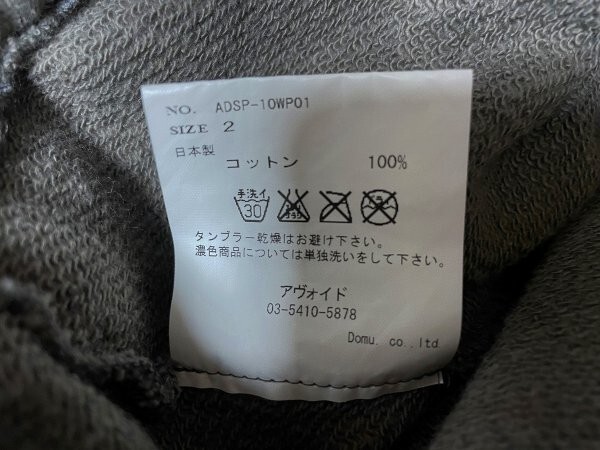 NO. ADSP-10WP01
SIZE 2
日本製
コットン 100%
手洗イ
30
タンブラー乾燥はお避け下さい。
濃色商品については単独洗いをして下さい。
アヴォイド
03-5410-5878
Domu. co.,ltd